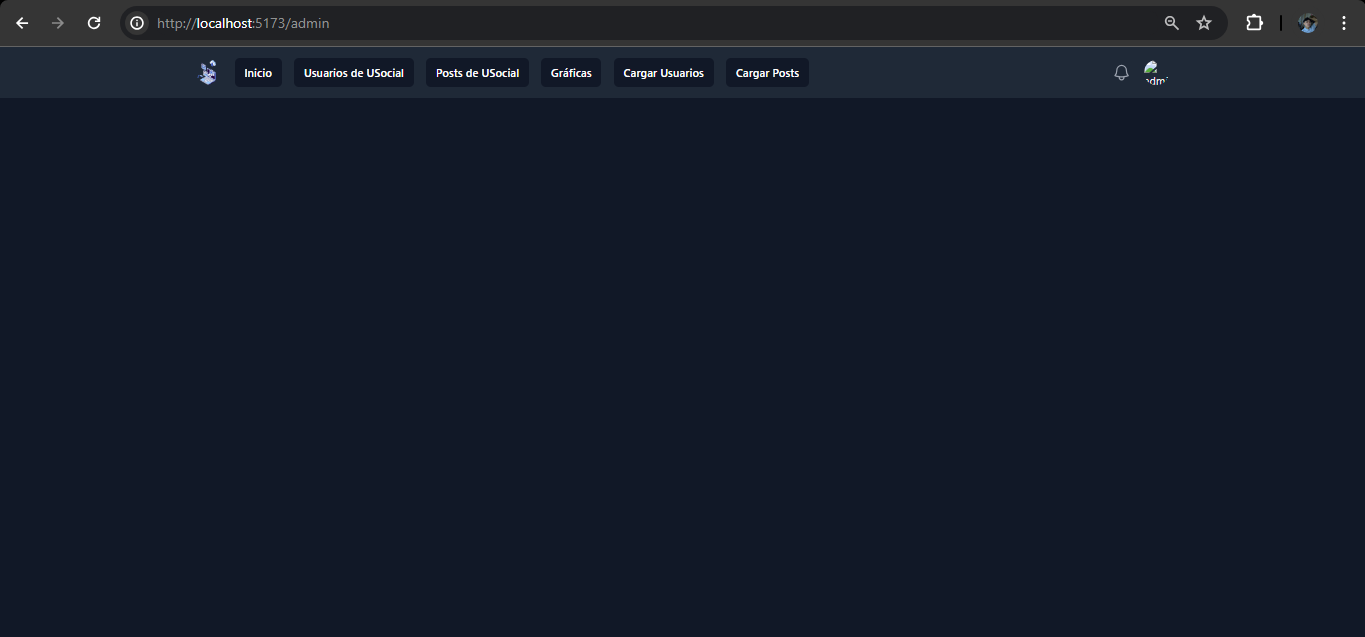 http://localhost:5173/admin
Inicio
Usuarios de USocial
Posts de USocial
Gráficas
Cargar Usuarios
Cargar Posts